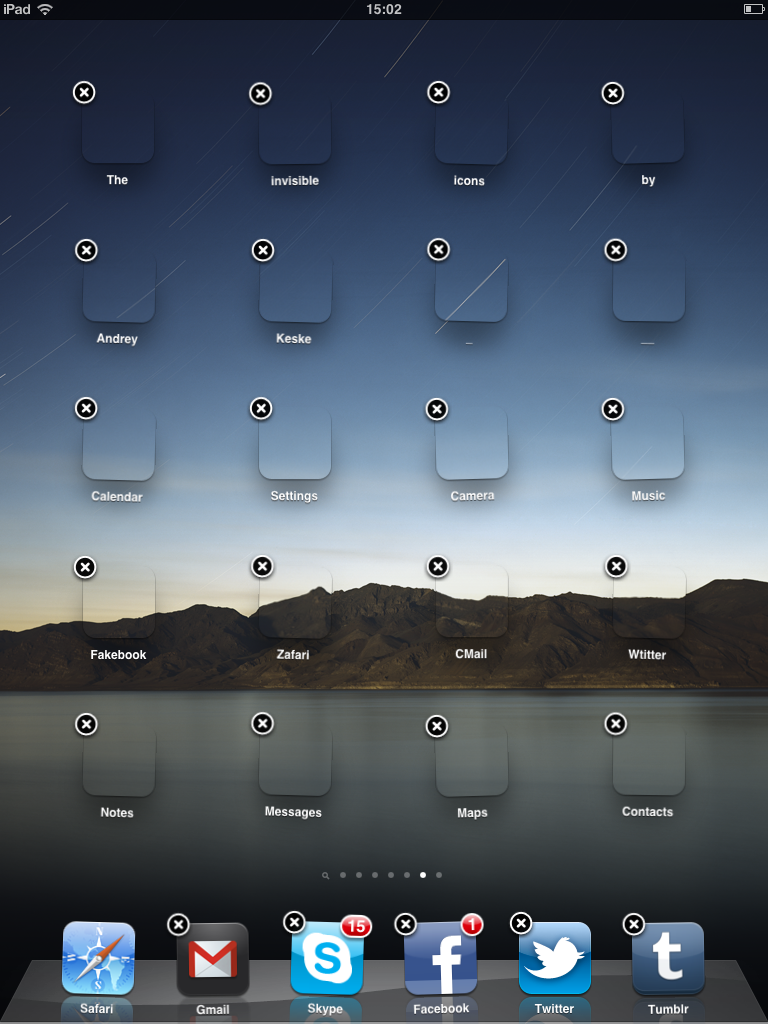 iPad 15:02
The invisible icons by
Andrey Keske _ __
Calendar Settings Camera Music
Fakebook Zafari CMail Wtitter
Notes Messages Maps Contacts
15 1
N
S
S f t
Safari Gmail Skype Facebook Twitter Tumblr